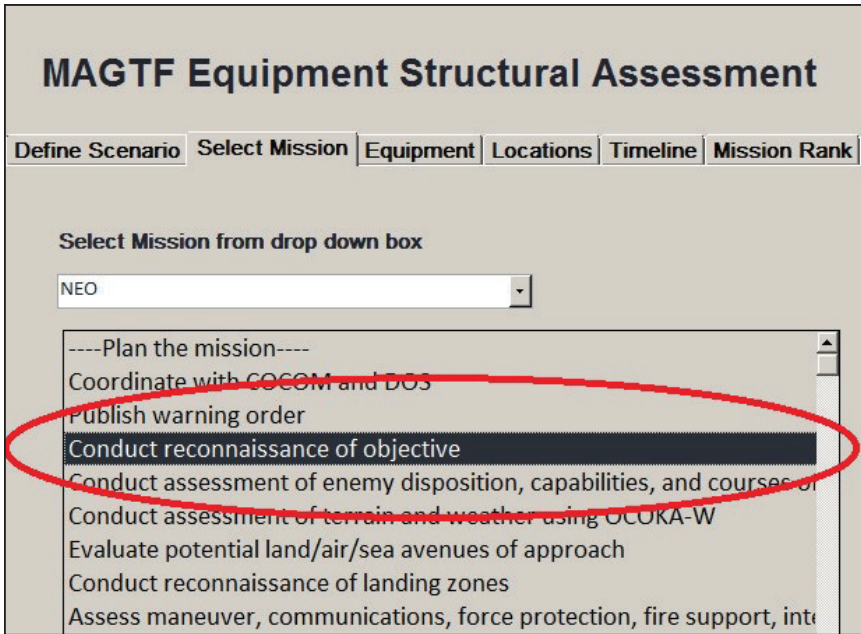 MAGTF Equipment Structural Assessment
Define Scenario Select Mission Equipment Locations Timeline Mission Rank
Select Mission from drop down box
NEO
----Plan the mission----
Coordinate with COCOM and DOS
Publish warning order
Conduct reconnaissance of objective
Conduct assessment of enemy disposition, capabilities, and courses
Conduct assessment of terrain and weather using OCOKA-W
Evaluate potential land/air/sea avenues of approach
Conduct reconnaissance of landing zones
Assess maneuver, communications, force protection, fire support,